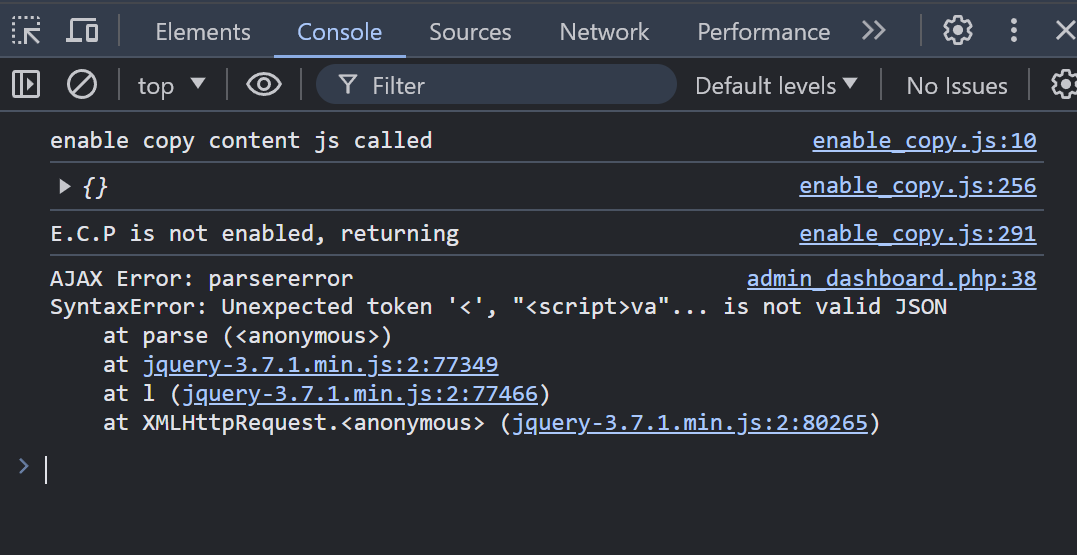 Elements Console Sources Network Performance
top Filter Default levels No Issues
enable copy content js called enable_copy.js:10
{} enable_copy.js:256
E.C.P is not enabled, returning enable_copy.js:291
AJAX Error: parsererror admin_dashboard.php:38
SyntaxError: Unexpected token '<', "<script>va"... is not valid JSON
at parse (<anonymous>)
at jquery-3.7.1.min.js:2:77349
at l (jquery-3.7.1.min.js:2:77466)
at XMLHttpRequest.<anonymous> (jquery-3.7.1.min.js:2:80265)